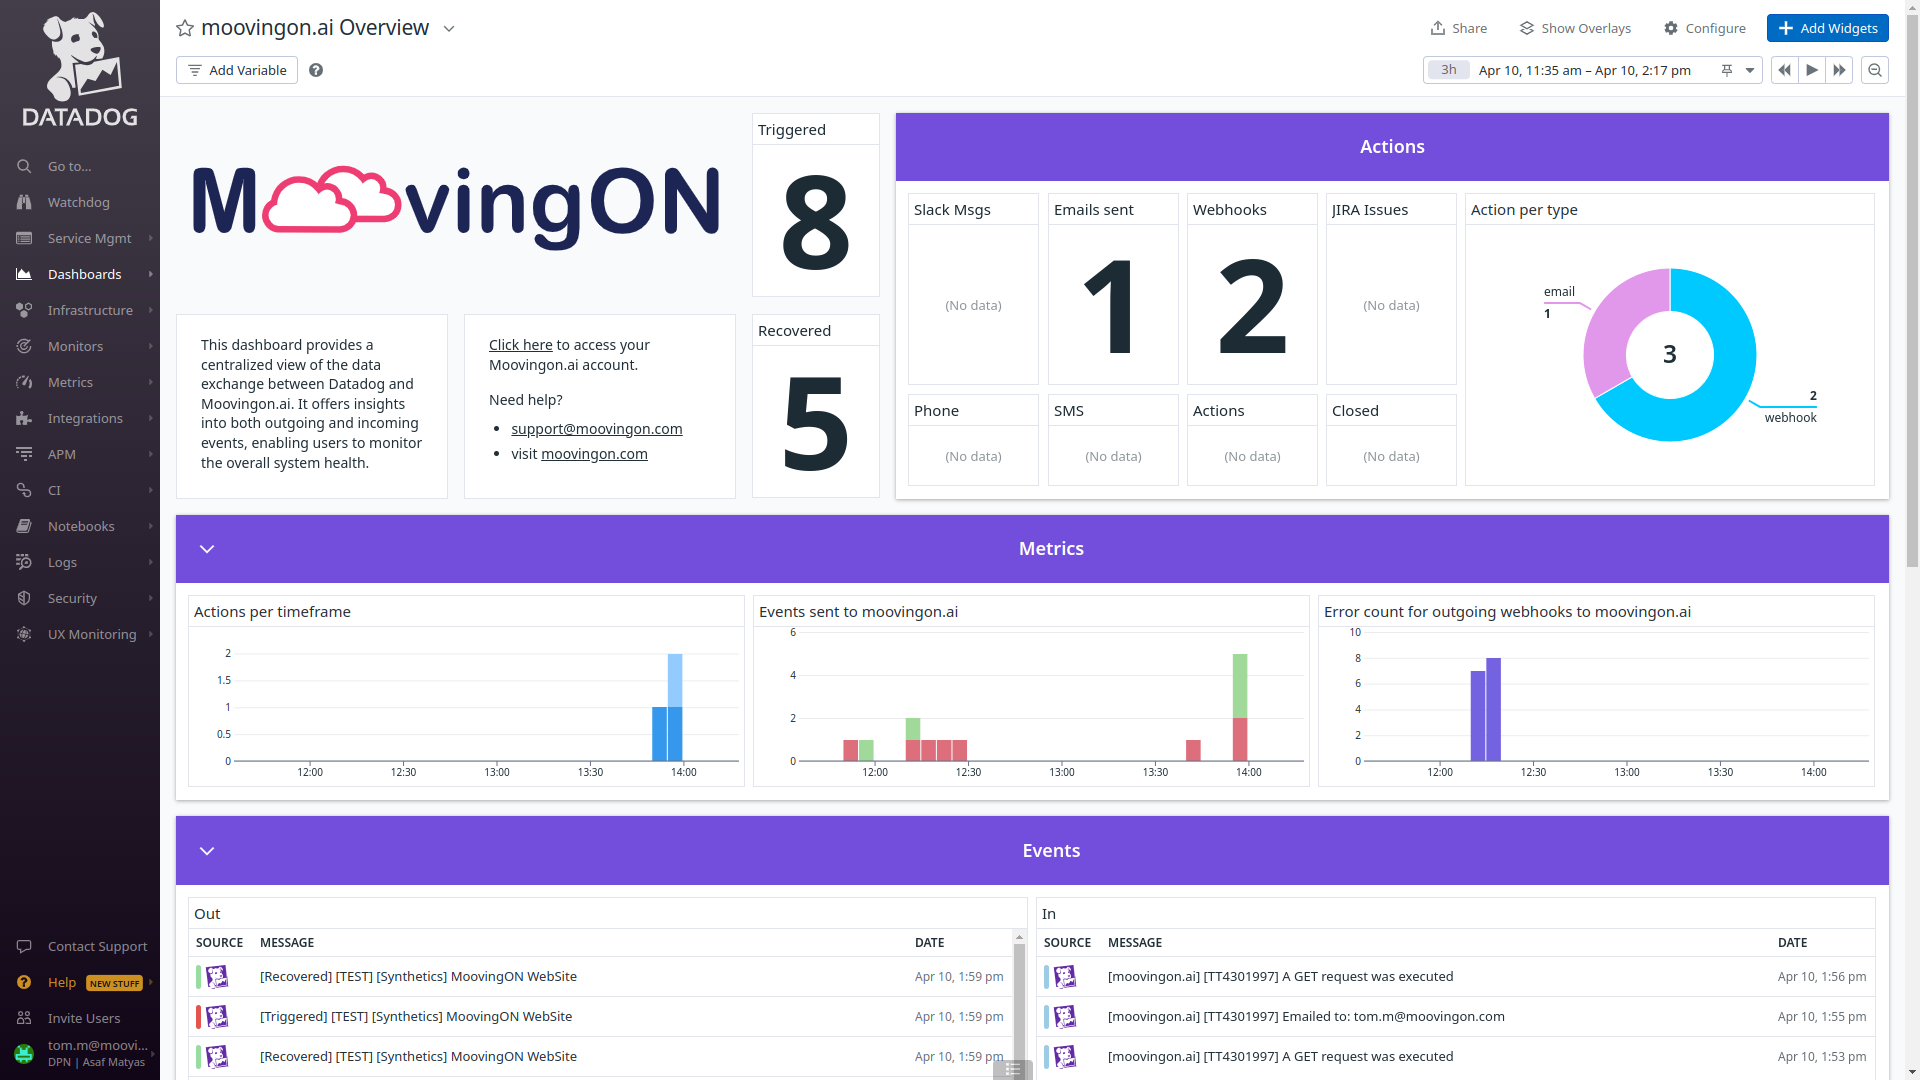 DATADOG
Go to...
Watchdog
Service Mgmt
Dashboards
Infrastructure
Monitors
Metrics
Integrations
APM
CI
Notebooks
Logs
Security
UX Monitoring
Contact Support
Help NEW STUFF
Invite Users
tom.m@moovi...
DPN | Asaf Matyas
moovingon.ai Overview
Share
Show Overlays
Configure
Add Widgets
Add Variable
3h Apr 10, 11:35 am – Apr 10, 2:17 pm
MoovingON
This dashboard provides a
centralized view of the data
exchange between Datadog and
Moovingon.ai. It offers insights
into both outgoing and incoming
events, enabling users to monitor
the overall system health.
Click here to access your
Moovingon.ai account.
Need help?
• support@moovingon.com
• visit moovingon.com
Triggered
8
Recovered
5
Actions
Slack Msgs
(No data)
Emails sent
1
Webhooks
2
JIRA Issues
(No data)
Phone
(No data)
SMS
(No data)
Actions
(No data)
Closed
(No data)
Action per type
email
1
3
2
webhook
Metrics
Actions per timeframe
2
1.5
1
0.5
0
12:00 12:30 13:00 13:30 14:00
Events sent to moovingon.ai
6
4
2
0
12:00 12:30 13:00 13:30 14:00
Error count for outgoing webhooks to moovingon.ai
10
8
6
4
2
0
12:00 12:30 13:00 13:30 14:00
Events
Out
SOURCE MESSAGE DATE
[Recovered] [TEST] [Synthetics] MoovingON WebSite Apr 10, 1:59 pm
[Triggered] [TEST] [Synthetics] MoovingON WebSite Apr 10, 1:59 pm
[Recovered] [TEST] [Synthetics] MoovingON WebSite Apr 10, 1:59 pm
In
SOURCE MESSAGE DATE
[moovingon.ai] [TT4301997] A GET request was executed Apr 10, 1:56 pm
[moovingon.ai] [TT4301997] Emailed to: tom.m@moovingon.com Apr 10, 1:55 pm
[moovingon.ai] [TT4301997] A GET request was executed Apr 10, 1:53 pm